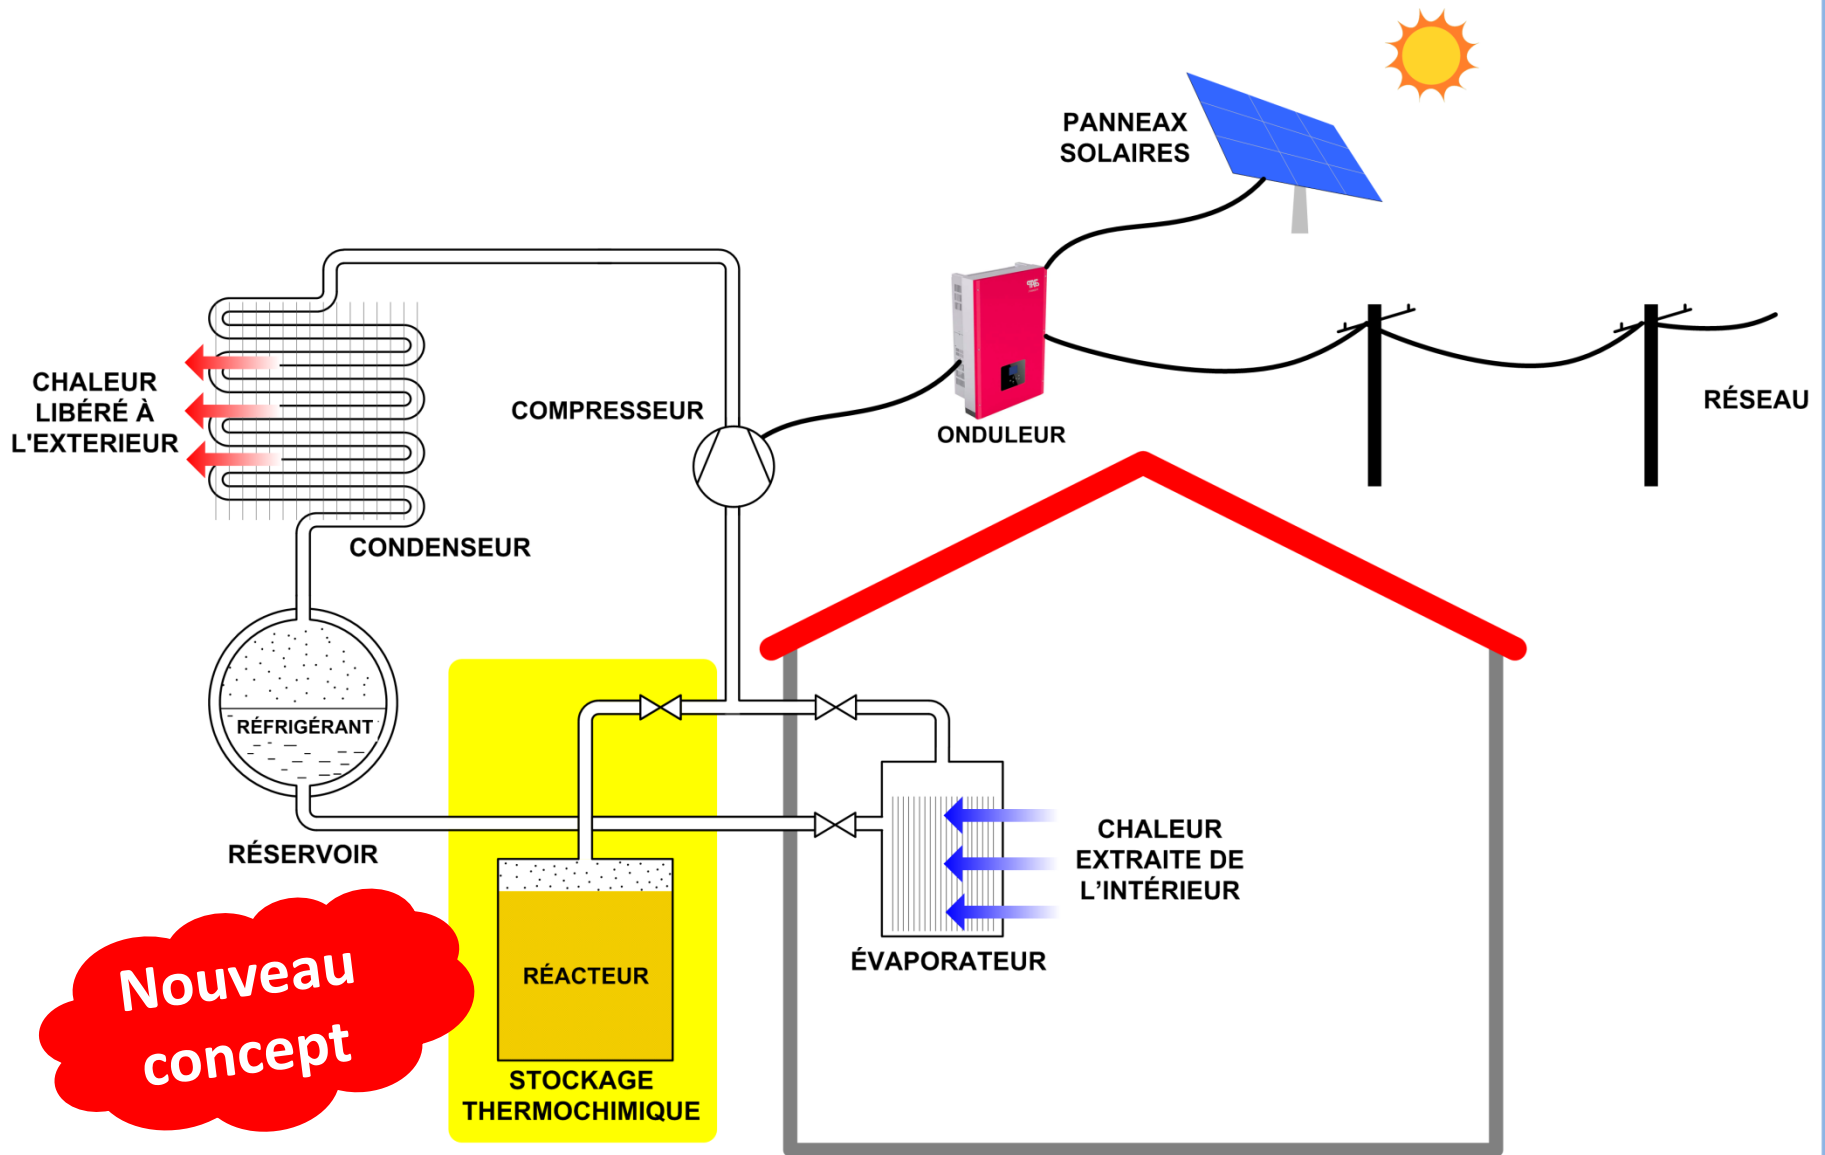 PANNEAX
SOLAIRES
CHALEUR
LIBÉRÉ À
L'EXTERIEUR
COMPRESSEUR
ONDULEUR
RÉSEAU
CONDENSEUR
RÉFRIGÉRANT
RÉSERVOIR
CHALEUR
EXTRAITE DE
L’INTÉRIEUR
ÉVAPORATEUR
RÉACTEUR
STOCKAGE
THERMOCHIMIQUE
Nouveau
concept